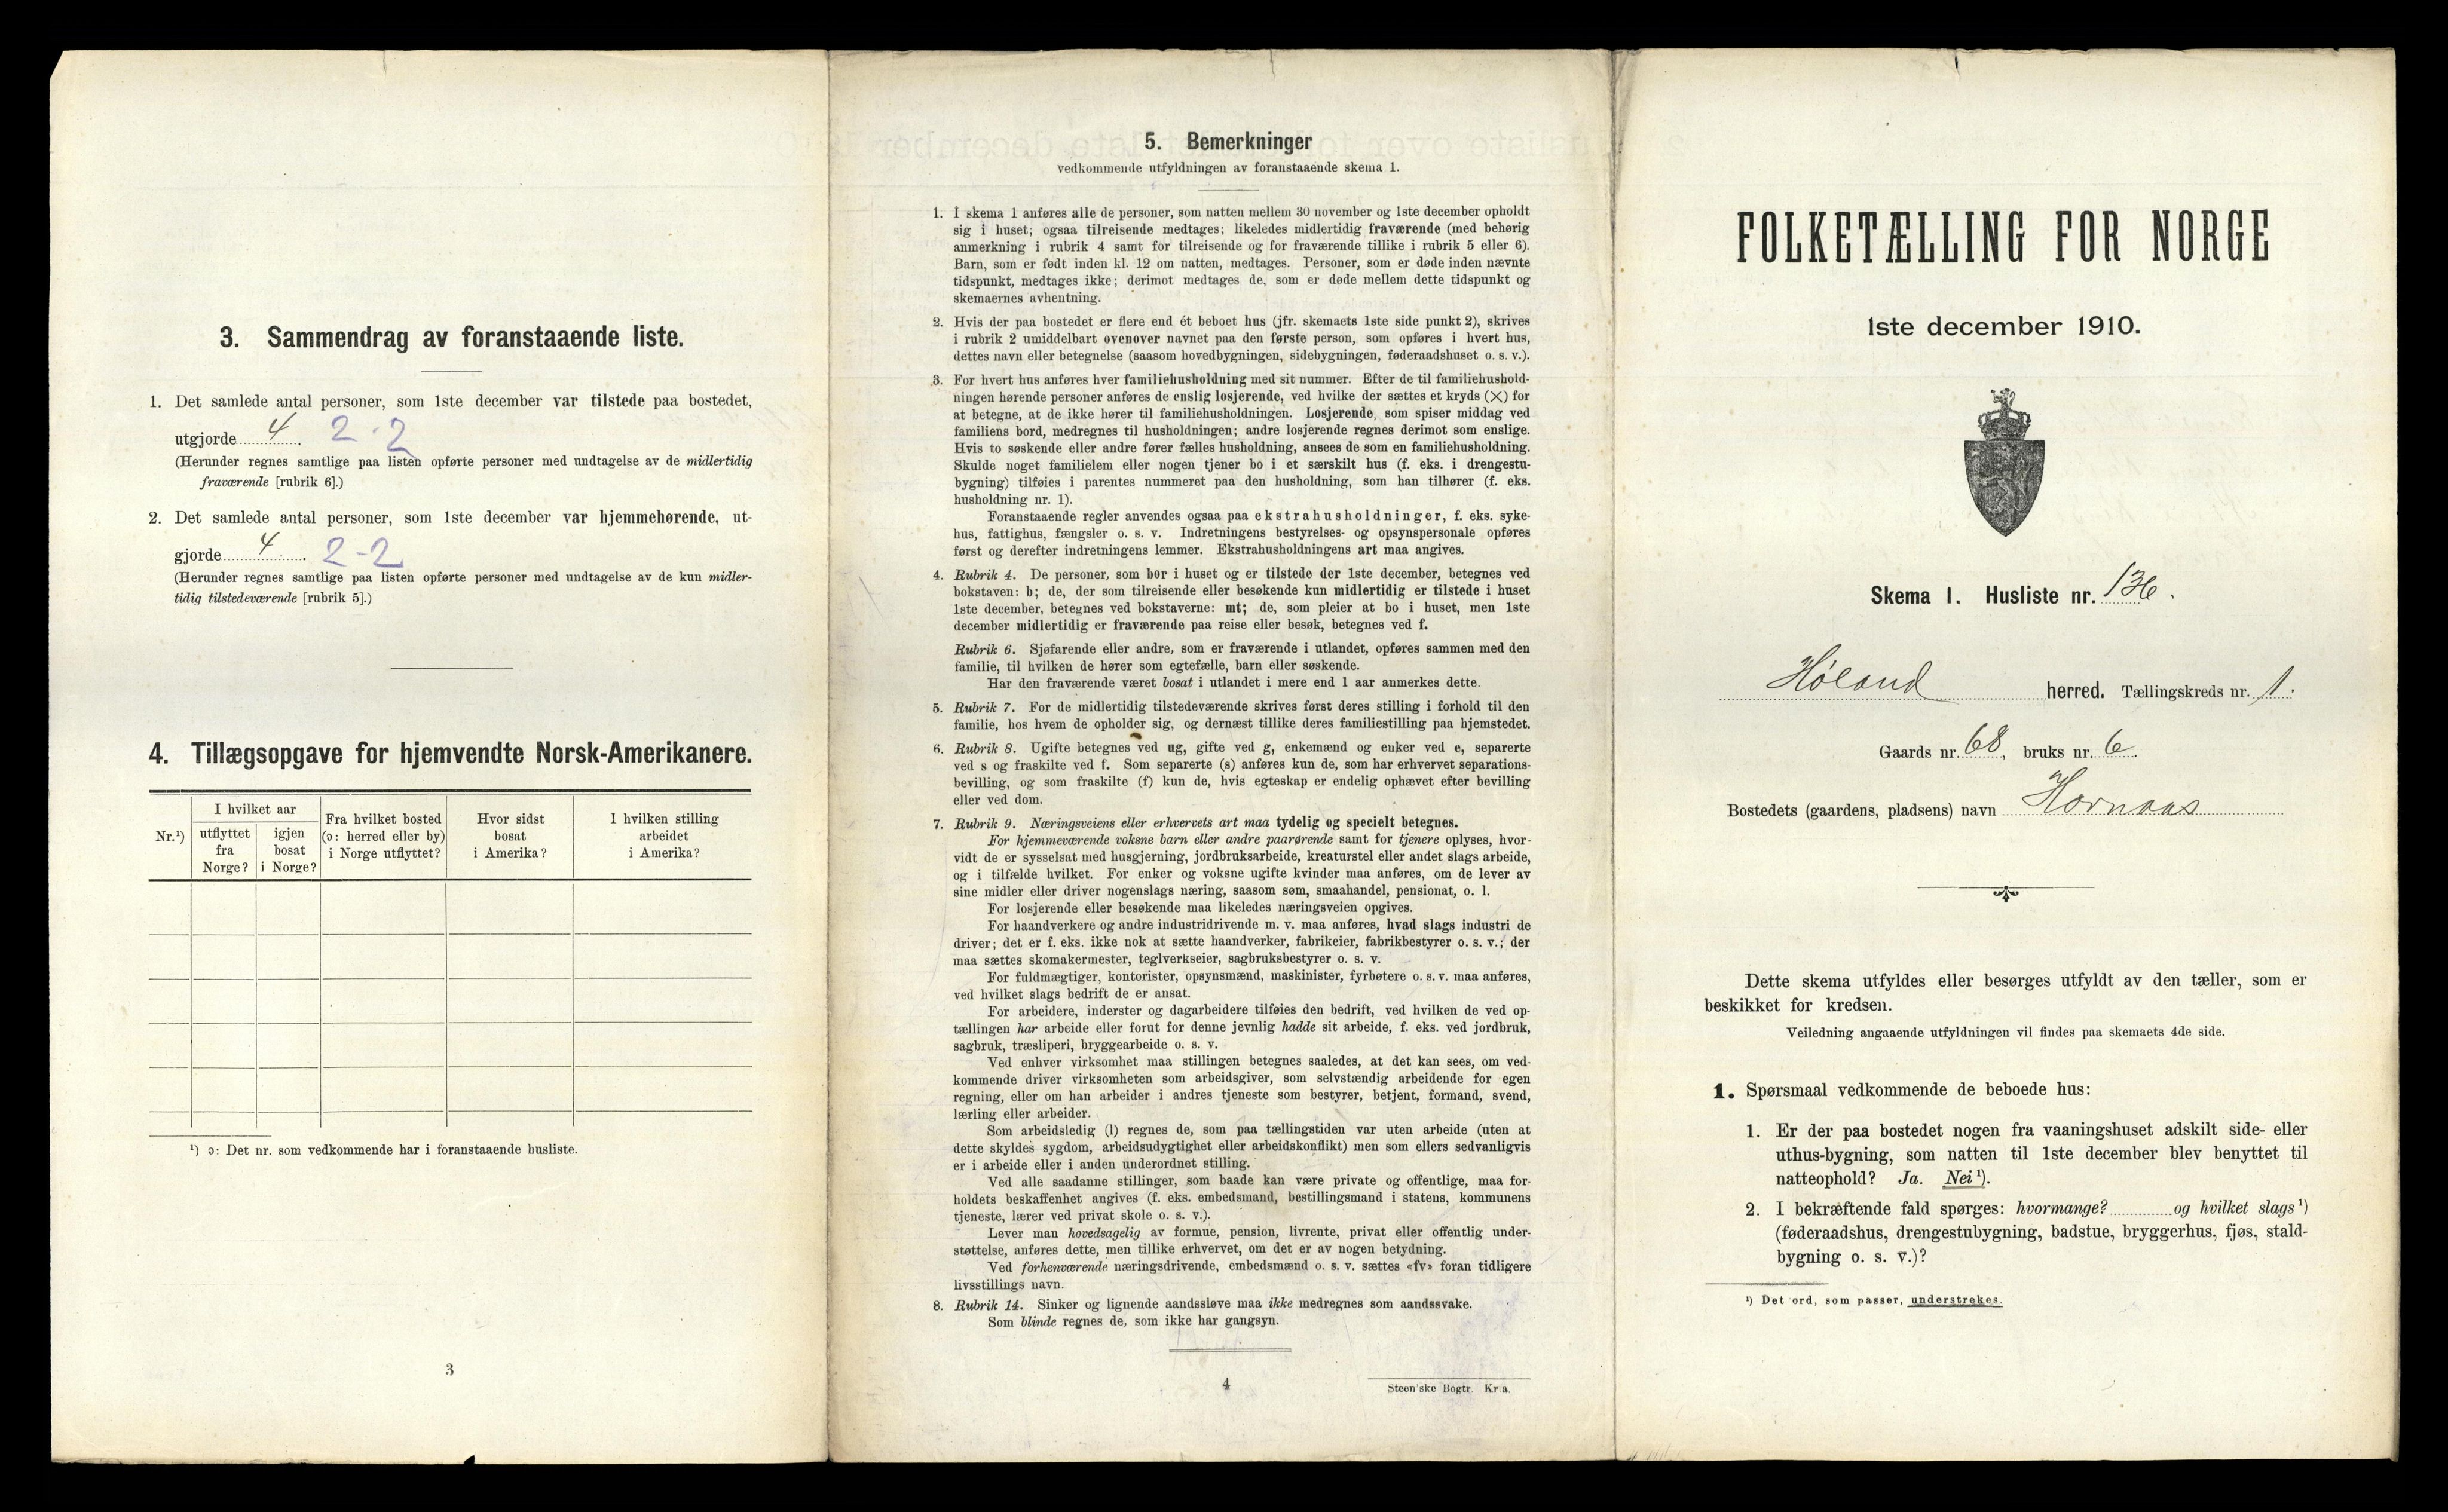 3. Sammendrag av foranstaaende liste.
1. Det samlede antal personer, som 1ste december var tilstede paa bostedet,
utgjorde 4. 2-2
(Herunder regnes samtlige paa listen opførte personer med undtagelse av de midlertidig
fraværende [rubrik 6].)
2. Det samlede antal personer, som 1ste december var hjemmehørende, ut-
gjorde 4. 2-2
(Herunder regnes samtlige paa listen opførte personer med undtagelse av de kun midler-
tidig tilstedeværende [rubrik 5].)
4. Tillægsopgave for hjemvendte Norsk-Amerikanere.
Nr.¹)
I hvilket aar
utflyttet
fra
Norge?
igjen
bosat
i Norge?
Fra hvilket bosted
(ɔ: herred eller by)
i Norge utflyttet?
Hvor sidst
bosat
i Amerika?
I hvilken stilling
arbeidet
i Amerika?
¹) ɔ: Det nr. som vedkommende har i foranstaaende husliste.
3
5. Bemerkninger
vedkommende utfyldningen av foranstaaende skema 1.
1. I skema 1 anføres alle de personer, som natten mellem 30 november og 1ste december opholdt
sig i huset; ogsaa tilreisende medtages; likeledes midlertidig fraværende (med behørig
anmerkning i rubrik 4 samt for tilreisende og for fraværende tillike i rubrik 5 eller 6).
Barn, som er født inden kl. 12 om natten, medtages. Personer, som er døde inden nævnte
tidspunkt, medtages ikke; derimot medtages de, som er døde mellem dette tidspunkt og
skemaernes avhentning.
2. Hvis der paa bostedet er flere end ét beboet hus (jfr. skemaets 1ste side punkt 2), skrives
i rubrik 2 umiddelbart ovenover navnet paa den første person, som opføres i hvert hus,
dettes navn eller betegnelse (saasom hovedbygningen, sidebygningen, føderaadshuset o. s. v.).
3. For hvert hus anføres hver familiehusholdning med sit nummer. Efter de til familiehushold-
ningen hørende personer anføres de enslig losjerende, ved hvilke der sættes et kryds (×) for
at betegne, at de ikke hører til familiehusholdningen. Losjerende, som spiser middag ved
familiens bord, medregnes til husholdningen; andre losjerende regnes derimot som enslige.
Hvis to søskende eller andre fører fælles husholdning, ansees de som en familiehusholdning.
Skulde noget familielem eller nogen tjener bo i et særskilt hus (f. eks. i drengestu-
bygning) tilføies i parentes nummeret paa den husholdning, som han tilhører (f. eks.
husholdning nr. 1).
Foranstaaende regler anvendes ogsaa paa ekstrahusholdninger, f. eks. syke-
hus, fattighus, fængsler o. s. v. Indretningens bestyrelses- og opsynspersonale opføres
først og derefter indretningens lemmer. Ekstrahusholdningens art maa angives.
4. Rubrik 4. De personer, som bor i huset og er tilstede der 1ste december, betegnes ved
bokstaven: b; de, der som tilreisende eller besøkende kun midlertidig er tilstede i huset
1ste december, betegnes ved bokstaverne: mt; de, som pleier at bo i huset, men 1ste
december midlertidig er fraværende paa reise eller besøk, betegnes ved f.
Rubrik 6. Sjøfarende eller andre, som er fraværende i utlandet, opføres sammen med den
familie, til hvilken de hører som egtefælle, barn eller søskende.
Har den fraværende været bosat i utlandet i mere end 1 aar anmerkes dette.
5. Rubrik 7. For de midlertidig tilstedeværende skrives først deres stilling i forhold til den
familie, hos hvem de opholder sig, og dernæst tillike deres familiestilling paa hjemstedet.
6. Rubrik 8. Ugifte betegnes ved ug, gifte ved g, enkemænd og enker ved e, separerte
ved s og fraskilte ved f. Som separerte (s) anføres kun de, som har erhvervet separations-
bevilling, og som fraskilte (f) kun de, hvis egteskap er endelig ophævet efter bevilling
eller ved dom.
7. Rubrik 9. Næringsveiens eller erhvervets art maa tydelig og specielt betegnes.
For hjemmeværende voksne barn eller andre paarørende samt for tjenere oplyses, hvor-
vidt de er sysselsat med husgjerning, jordbruksarbeide, kreaturstel eller andet slags arbeide,
og i tilfælde hvilket. For enker og voksne ugifte kvinder maa anføres, om de lever av
sine midler eller driver nogenslags næring, saasom søm, smaahandel, pensionat, o. l.
For losjerende eller besøkende maa likeledes næringsveien opgives.
For haandverkere og andre industridrivende m. v. maa anføres, hvad slags industri de
driver; det er f. eks. ikke nok at sætte haandverker, fabrikeier, fabrikbestyrer o. s. v.; der
maa sættes skomakermester, teglverkseier, sagbruksbestyrer o. s. v.
For fuldmægtiger, kontorister, opsynsmænd, maskinister, fyrbøtere o. s. v. maa anføres,
ved hvilket slags bedrift de er ansat.
For arbeidere, inderster og dagarbeidere tilføies den bedrift, ved hvilken de ved op-
tællingen har arbeide eller forut for denne jevnlig hadde sit arbeide, f. eks. ved jordbruk,
sagbruk, træsliperi, bryggearbeide o. s. v.
Ved enhver virksomhet maa stillingen betegnes saaledes, at det kan sees, om ved-
kommende driver virksomheten som arbeidsgiver, som selvstændig arbeidende for egen
regning, eller om han arbeider i andres tjeneste som bestyrer, betjent, formand, svend,
lærling eller arbeider.
Som arbeidsledig (l) regnes de, som paa tællingstiden var uten arbeide (uten at
dette skyldes sygdom, arbeidsudygtighet eller arbeidskonflikt) men som ellers sedvanligvis
er i arbeide eller i anden underordnet stilling.
Ved alle saadanne stillinger, som baade kan være private og offentlige, maa for-
holdets beskaffenhet angives (f. eks. embedsmand, bestillingsmand i statens, kommunens
tjeneste, lærer ved privat skole o. s. v.).
Lever man hovedsagelig av formue, pension, livrente, privat eller offentlig under-
støttelse, anføres dette, men tillike erhvervet, om det er av nogen betydning.
Ved forhenværende næringsdrivende, embedsmænd o. s. v. sættes «fv» foran tidligere
livsstillings navn.
8. Rubrik 14. Sinker og lignende aandssløve maa ikke medregnes som aandssvake.
Som blinde regnes de, som ikke har gangsyn.
4
Steen'ske Bogtr. Kr.a.
FOLKETÆLLING FOR NORGE
1ste december 1910.
Skema 1. Husliste nr. 136.
Høland herred. Tællingskreds nr. 1.
Gaards nr. 68, bruks nr. 6.
Bostedets (gaardens, pladsens) navn Hornaas
Dette skema utfyldes eller besørges utfyldt av den tæller, som er
beskikket for kredsen.
Veiledning angaaende utfyldningen vil findes paa skemaets 4de side.
1. Spørsmaal vedkommende de beboede hus:
1. Er der paa bostedet nogen fra vaaningshuset adskilt side- eller
uthus-bygning, som natten til 1ste december blev benyttet til
natteophold? Ja. Nei ¹).
2. I bekræftende fald spørges: hvormange? og hvilket slags ¹)
(føderaadshus, drengestubygning, badstue, bryggerhus, fjøs, stald-
bygning o. s. v.)?
¹) Det ord, som passer, understrekes.